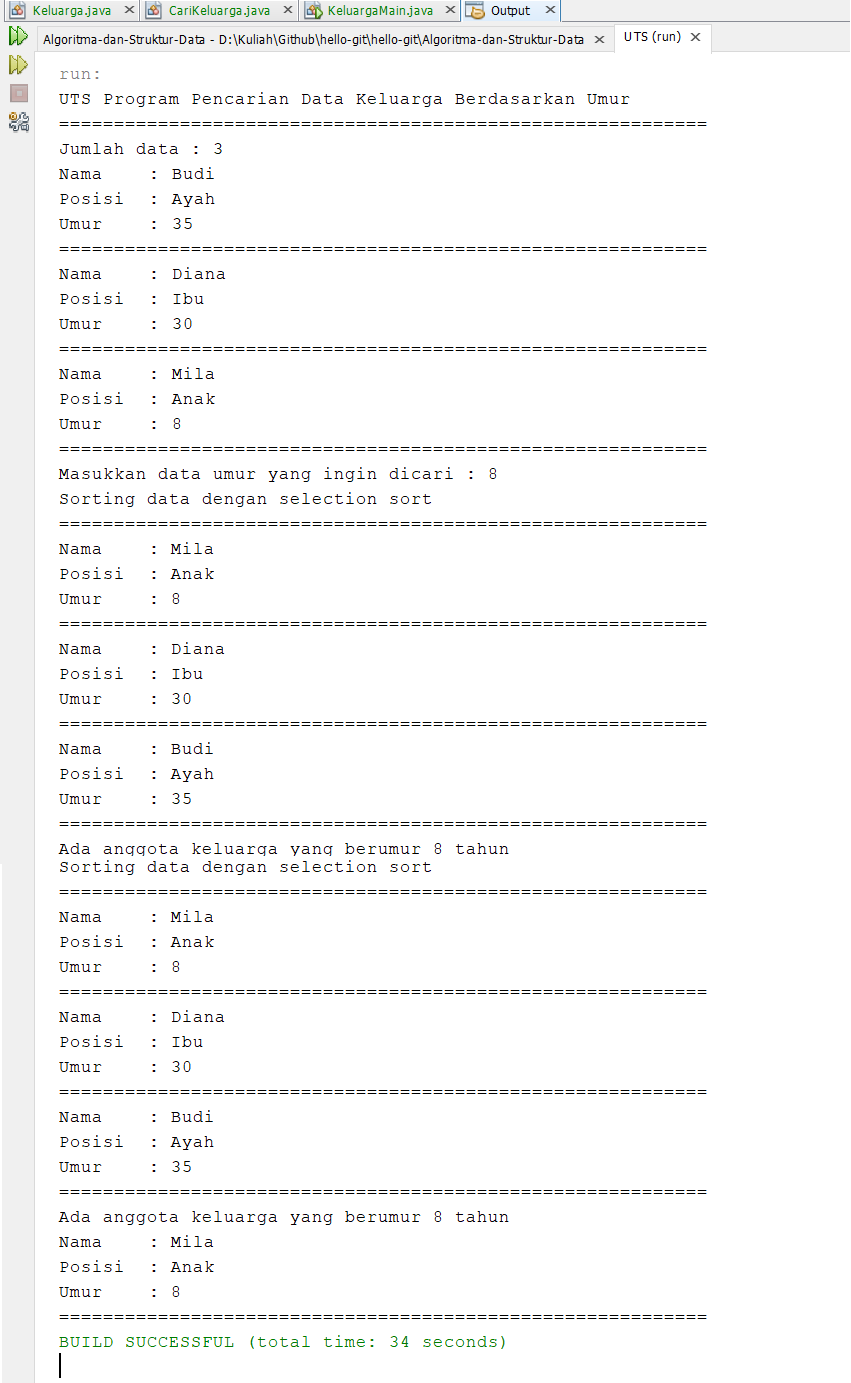 Keluarga.java CariKeluarga.java KeluargaMain.java Output
Algoritma-dan-Struktur-Data - D:\Kuliah\Github\hello-git\hello-git\Algoritma-dan-Struktur-Data UTS (run)
run:
UTS Program Pencarian Data Keluarga Berdasarkan Umur
===========================================================
Jumlah data : 3
Nama : Budi
Posisi : Ayah
Umur : 35
===========================================================
Nama : Diana
Posisi : Ibu
Umur : 30
===========================================================
Nama : Mila
Posisi : Anak
Umur : 8
===========================================================
Masukkan data umur yang ingin dicari : 8
Sorting data dengan selection sort
===========================================================
Nama : Mila
Posisi : Anak
Umur : 8
===========================================================
Nama : Diana
Posisi : Ibu
Umur : 30
===========================================================
Nama : Budi
Posisi : Ayah
Umur : 35
===========================================================
Ada anggota keluarga yang berumur 8 tahun
Sorting data dengan selection sort
===========================================================
Nama : Mila
Posisi : Anak
Umur : 8
===========================================================
Nama : Diana
Posisi : Ibu
Umur : 30
===========================================================
Nama : Budi
Posisi : Ayah
Umur : 35
===========================================================
Ada anggota keluarga yang berumur 8 tahun
Nama : Mila
Posisi : Anak
Umur : 8
===========================================================
BUILD SUCCESSFUL (total time: 34 seconds)